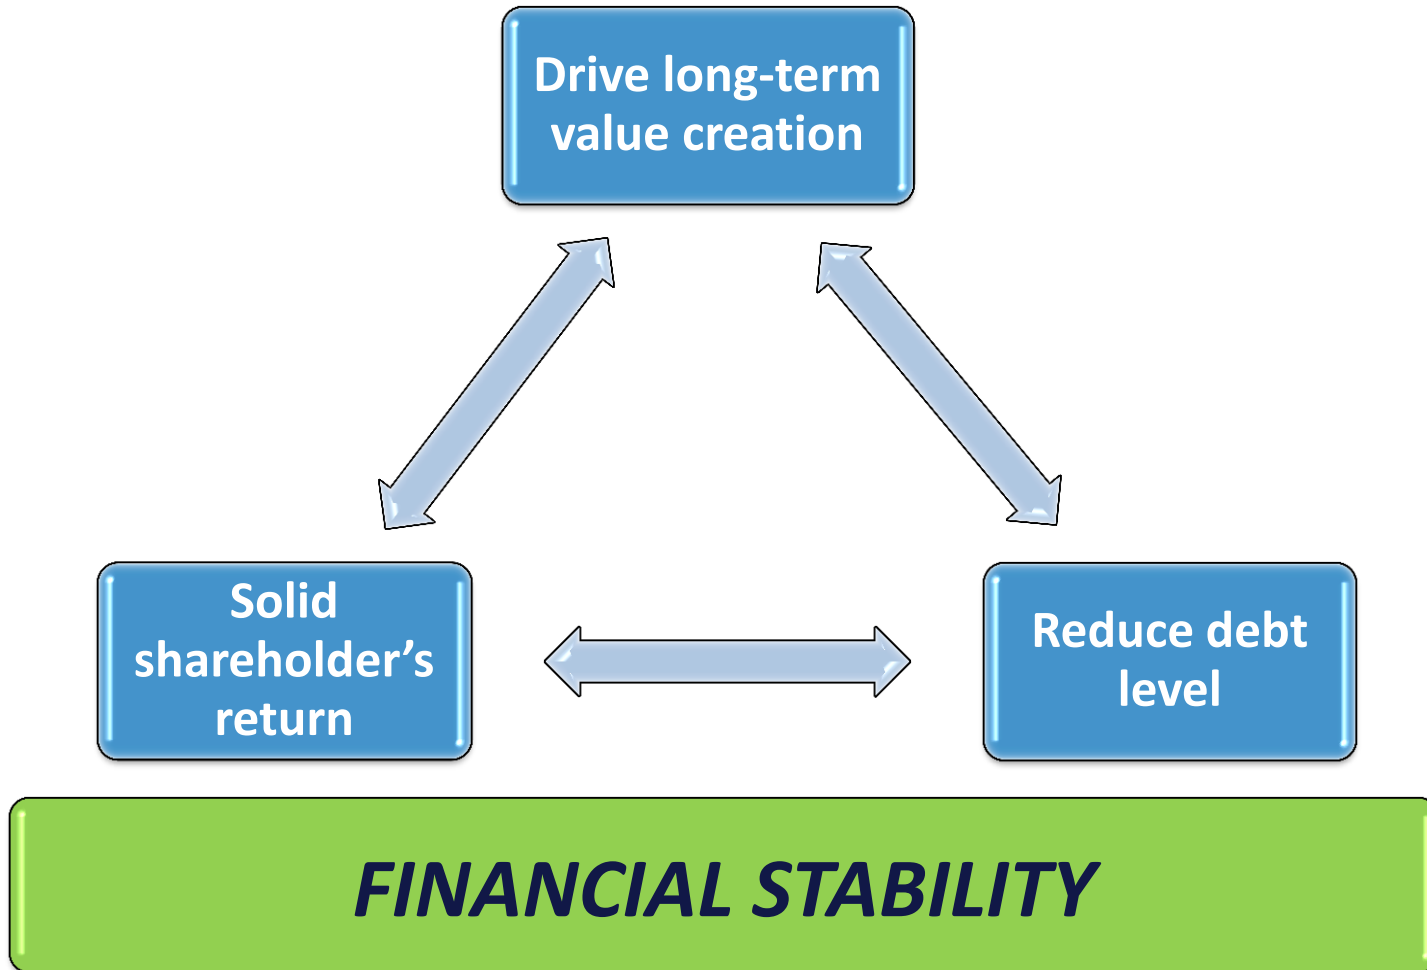 Drive long-term
value creation
Solid
shareholder’s
return
Reduce debt
level
FINANCIAL STABILITY